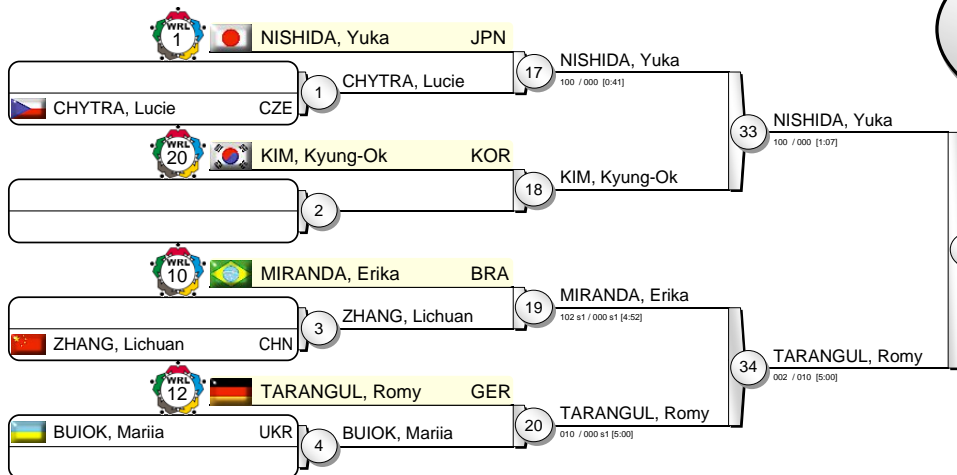 WRL
1
NISHIDA, Yuka JPN
CHYTRA, Lucie CZE
1
CHYTRA, Lucie
17
NISHIDA, Yuka
100 / 000 [0:41]
WRL
20
KIM, Kyung-Ok KOR
2
18
KIM, Kyung-Ok
33
NISHIDA, Yuka
100 / 000 [1:07]
WRL
10
MIRANDA, Erika BRA
ZHANG, Lichuan CHN
3
ZHANG, Lichuan
19
MIRANDA, Erika
102 s1 / 000 s1 [4:52]
WRL
12
TARANGUL, Romy GER
BUIOK, Mariia UKR
4
BUIOK, Mariia
20
TARANGUL, Romy
010 / 000 s1 [5:00]
34
TARANGUL, Romy
002 / 010 [5:00]